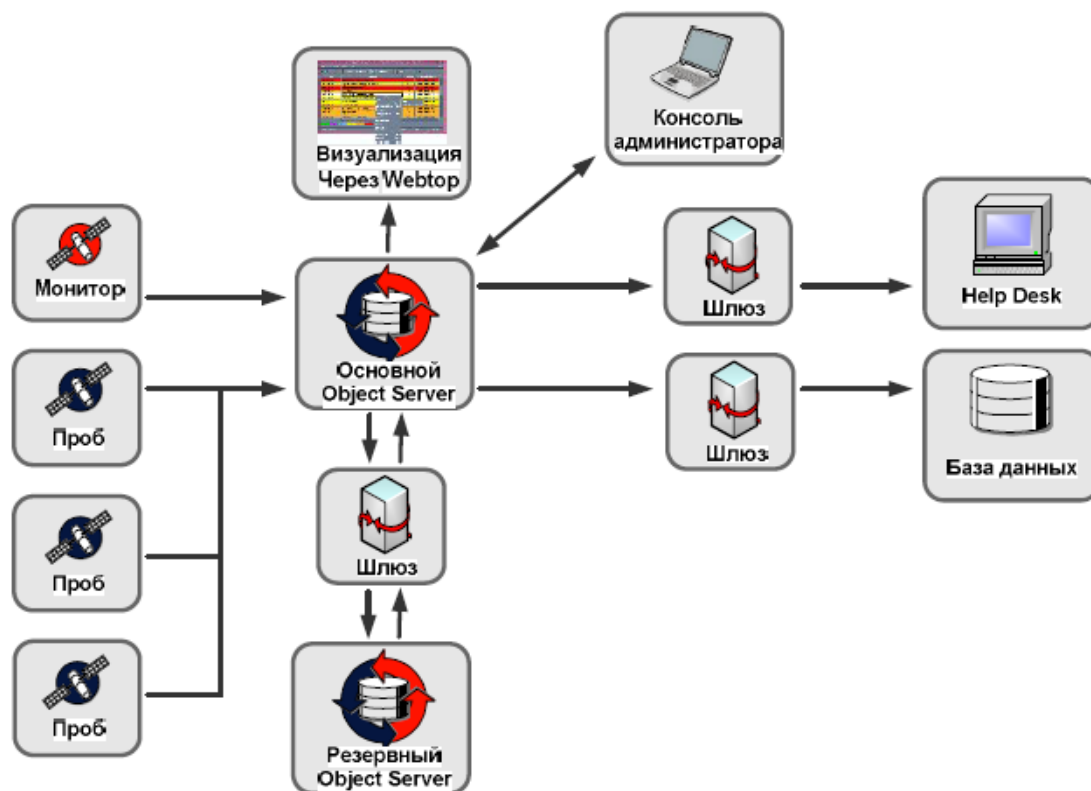 Визуализация
Через Webtop
Консоль
администратора
Монитор
Шлюз
Help Desk
Основной
Object Server
Проб
Шлюз
База данных
Проб
Шлюз
Проб
Резервный
Object Server